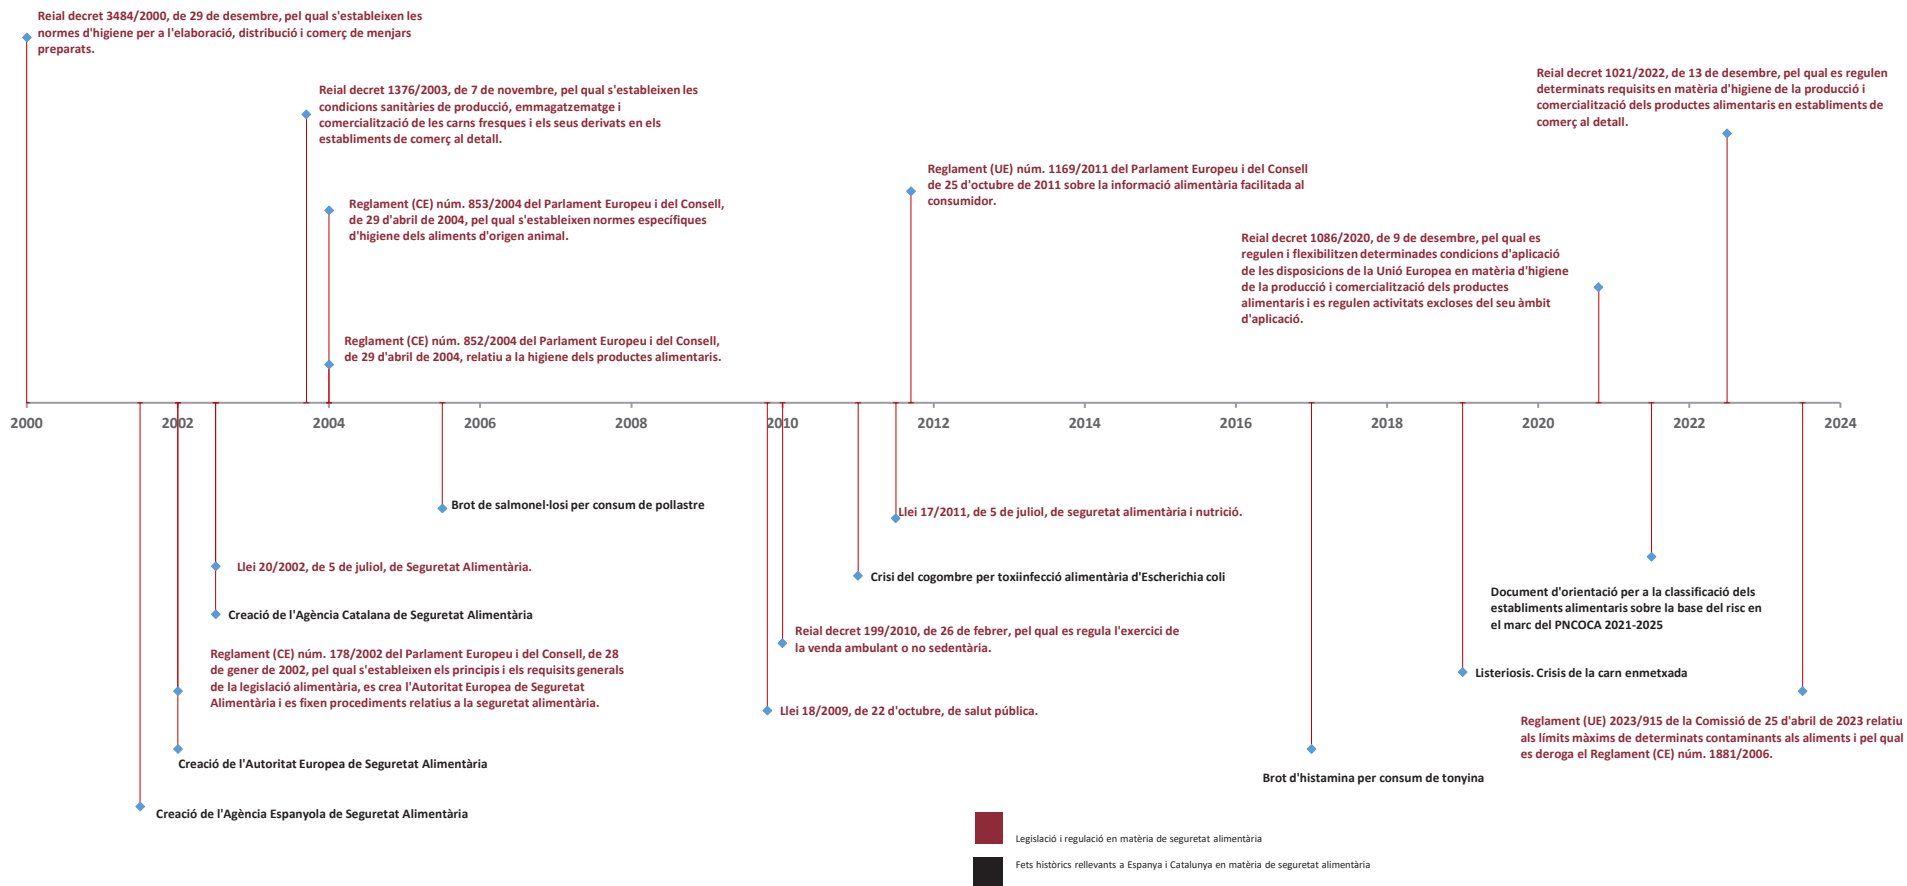 Reial decret 3484/2000, de 29 de desembre, pel qual s'estableixen les
normes d'higiene per a l'elaboració, distribució i comerç de menjars
preparats.
Reial decret 1376/2003, de 7 de novembre, pel qual s'estableixen les
condicions sanitàries de producció, emmagatzematge i
comercialització de les carns fresques i els seus derivats en els
establiments de comerç al detall.
Reial decret 1021/2022, de 13 de desembre, pel qual es regulen
determinats requisits en matèria d'higiene de la producció i
comercialització dels productes alimentaris en establiments de
comerç al detall.
Reglament (UE) núm. 1169/2011 del Parlament Europeu i del Consell
de 25 d'octubre de 2011 sobre la informació alimentària facilitada al
consumidor.
Reglament (CE) núm. 853/2004 del Parlament Europeu i del Consell,
de 29 d'abril de 2004, pel qual s'estableixen normes específiques
d'higiene dels aliments d'origen animal.
Reial decret 1086/2020, de 9 de desembre, pel qual es
regulen i flexibilitzen determinades condicions d'aplicació
de les disposicions de la Unió Europea en matèria d'higiene
de la producció i comercialització dels productes
alimentaris i es regulen activitats excloses del seu àmbit
d'aplicació.
Reglament (CE) núm. 852/2004 del Parlament Europeu i del Consell,
de 29 d'abril de 2004, relatiu a la higiene dels productes alimentaris.
2000 2002 2004 2006 2008 2010 2012 2014 2016 2018 2020 2022 2024
Brot de salmonel·losi per consum de pollastre
Llei 17/2011, de 5 de juliol, de seguretat alimentària i nutrició.
Llei 20/2002, de 5 de juliol, de Seguretat Alimentària.
Crisi del cogombre per toxiinfecció alimentària d'Escherichia coli
Document d'orientació per a la classificació dels
establiments alimentaris sobre la base del risc en
el marc del PNCOCA 2021-2025
Creació de l'Agència Catalana de Seguretat Alimentària
Reial decret 199/2010, de 26 de febrer, pel qual es regula l'exercici de
la venda ambulant o no sedentària.
Reglament (CE) núm. 178/2002 del Parlament Europeu i del Consell, de 28
de gener de 2002, pel qual s'estableixen els principis i els requisits generals
de la legislació alimentària, es crea l'Autoritat Europea de Seguretat
Alimentària i es fixen procediments relatius a la seguretat alimentària.
Listeriosis. Crisis de la carn enmetxada
Llei 18/2009, de 22 d'octubre, de salut pública.
Reglament (UE) 2023/915 de la Comissió de 25 d'abril de 2023 relatiu
als límits màxims de determinats contaminants als aliments i pel qual
es deroga el Reglament (CE) núm. 1881/2006.
Creació de l'Autoritat Europea de Seguretat Alimentària
Brot d'histamina per consum de tonyina
Creació de l'Agència Espanyola de Seguretat Alimentària
Legislació i regulació en matèria de seguretat alimentària
Fets històrics rellevants a Espanya i Catalunya en matèria de seguretat alimentària